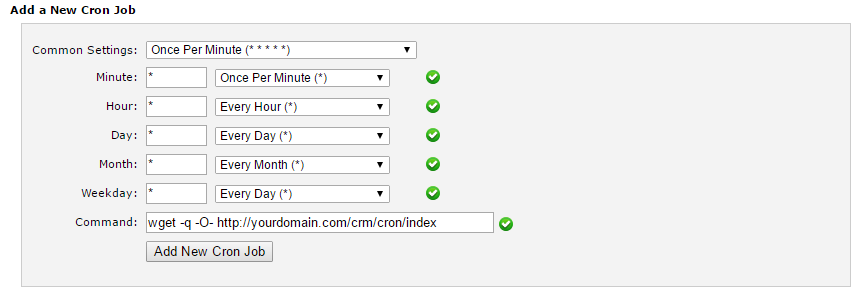 Add a New Cron Job
Common Settings: Once Per Minute (* * * * *)
Minute: * Once Per Minute (*)
Hour: * Every Hour (*)
Day: * Every Day (*)
Month: * Every Month (*)
Weekday: * Every Day (*)
Command: wget -q -O- http://yourdomain.com/crm/cron/index
Add New Cron Job